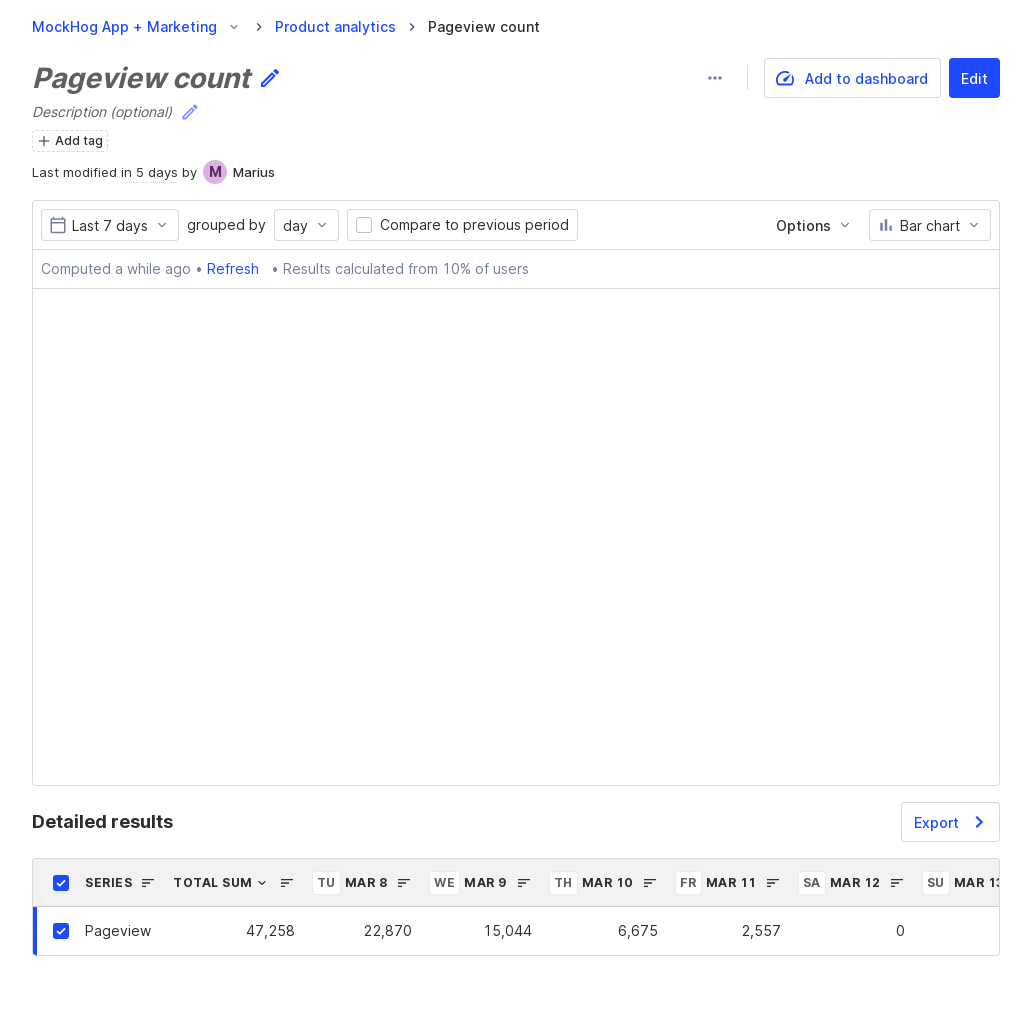 MockHog App + Marketing Product analytics Pageview count
Pageview count
Add to dashboard Edit
Description (optional)
Add tag
Last modified in 5 days by M Marius
Last 7 days grouped by day Compare to previous period Options Bar chart
Computed a while ago • Refresh • Results calculated from 10% of users
Detailed results
Export
SERIES TOTAL SUM TU MAR 8 WE MAR 9 TH MAR 10 FR MAR 11 SA MAR 12 SU MAR 13
Pageview 47,258 22,870 15,044 6,675 2,557 0